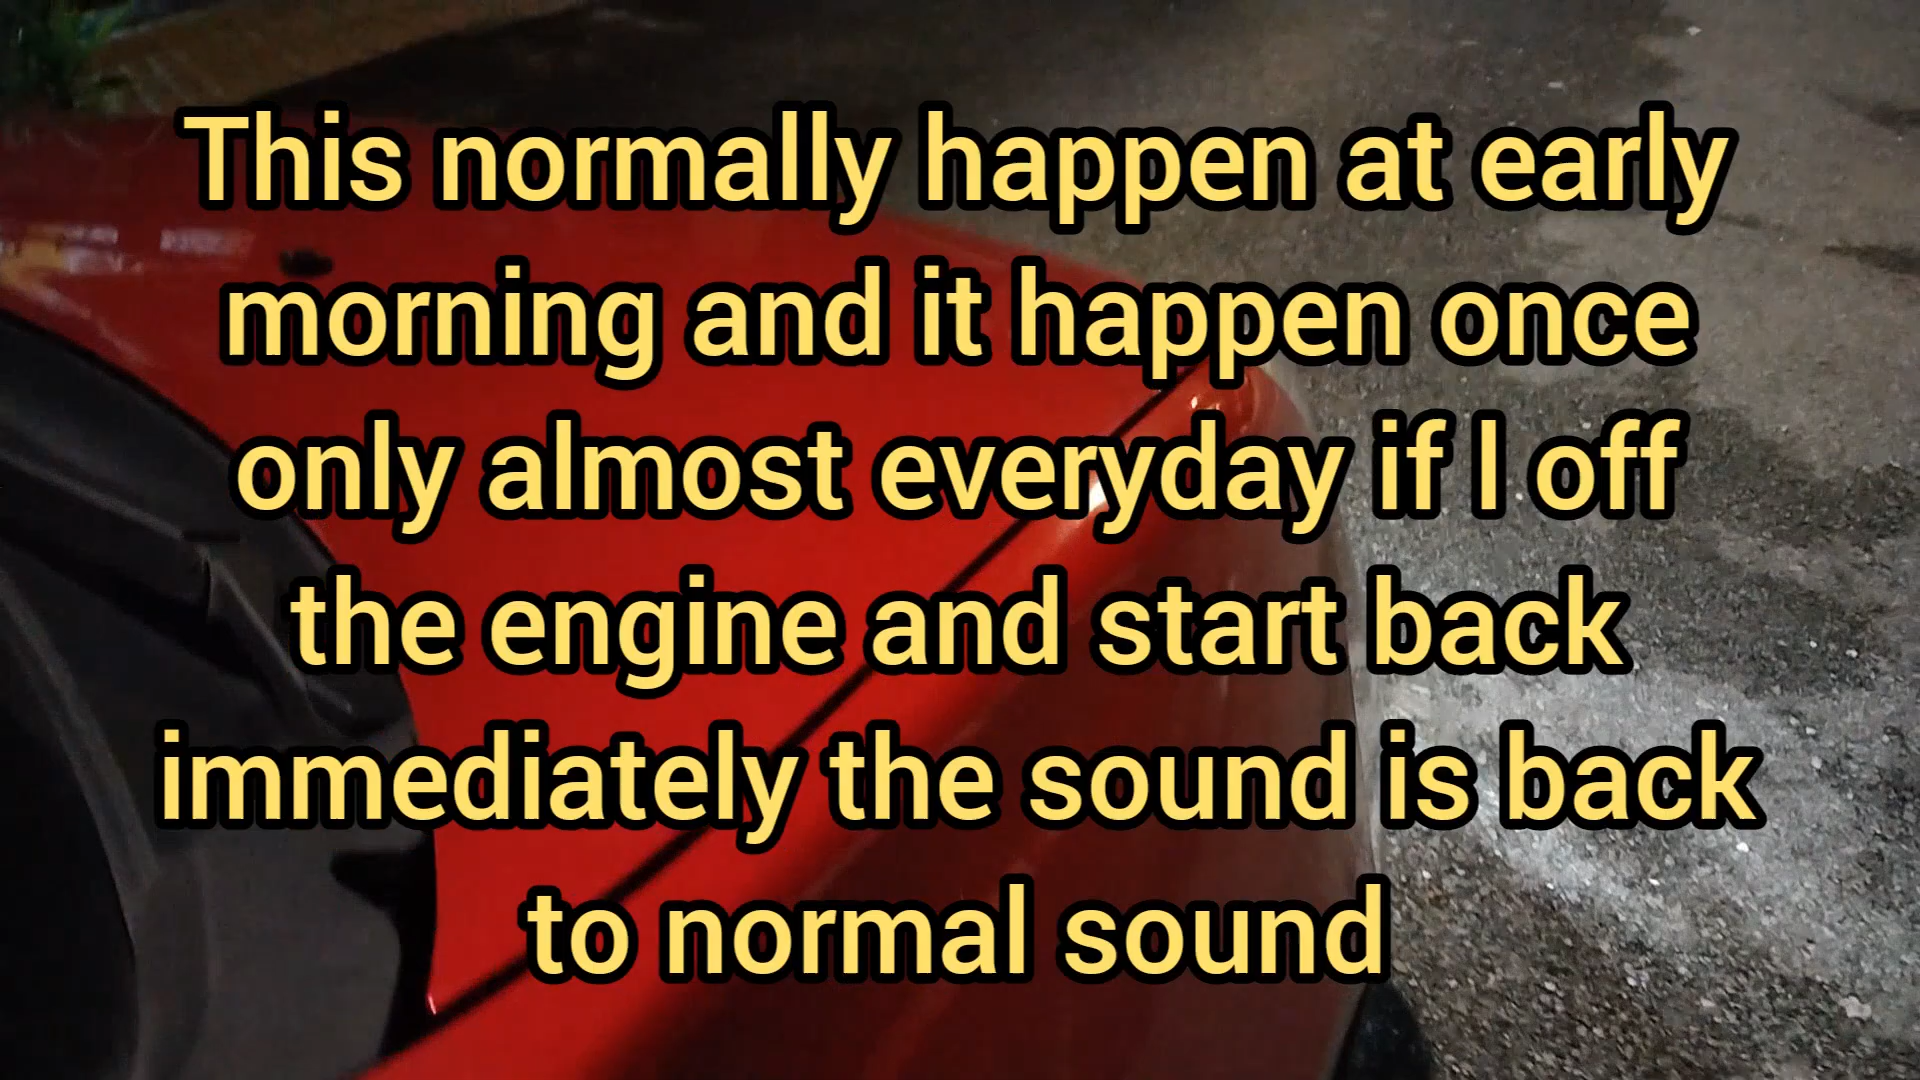 This normally happen at early
morning and it happen once
only almost everyday if I off
the engine and start back
immediately the sound is back
to normal sound